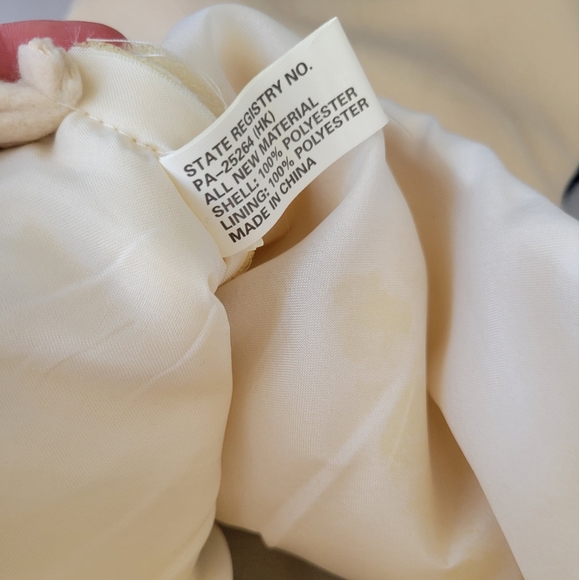 STATE REGISTRY NO.
PA-25264 (HK)
ALL NEW MATERIAL
SHELL: 100% POLYESTER
LINING: 100% POLYESTER
MADE IN CHINA